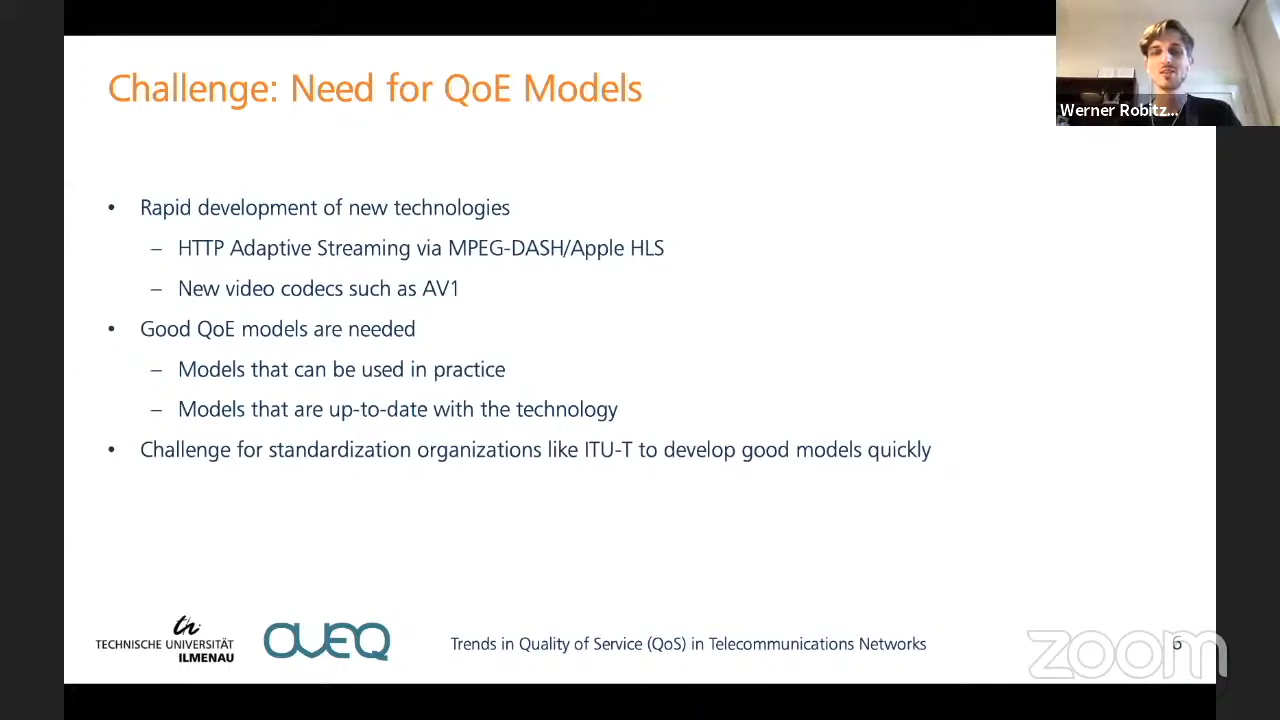 Challenge: Need for QoE Models
Werner Robitz...
• Rapid development of new technologies
– HTTP Adaptive Streaming via MPEG-DASH/Apple HLS
– New video codecs such as AV1
• Good QoE models are needed
– Models that can be used in practice
– Models that are up-to-date with the technology
• Challenge for standardization organizations like ITU-T to develop good models quickly
th
TECHNISCHE UNIVERSITÄT
ILMENAU
AVEQ
Trends in Quality of Service (QoS) in Telecommunications Networks
zoom
6